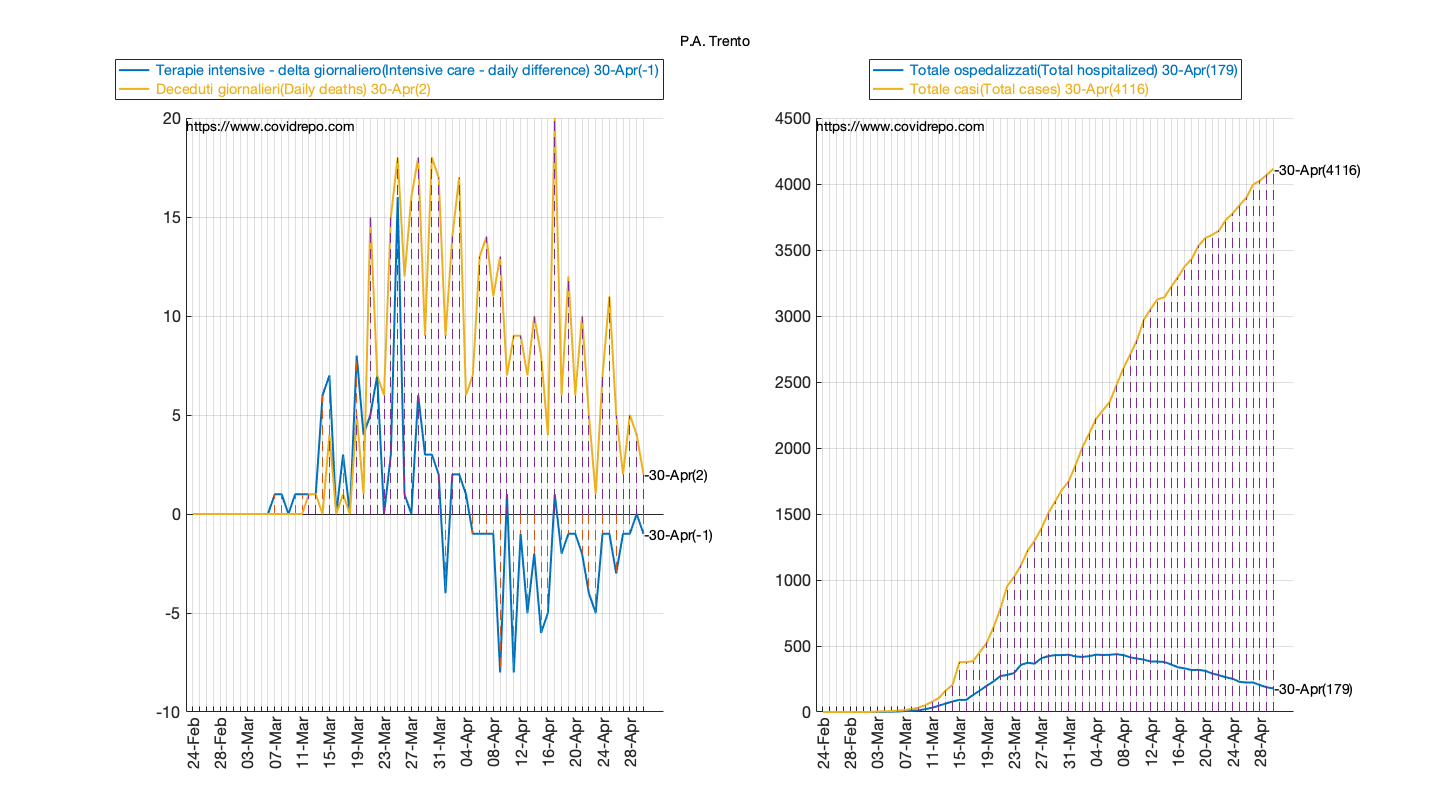 P.A. Trento
Terapie intensive - delta giornaliero(Intensive care - daily difference) 30-Apr(-1)
Deceduti giornalieri(Daily deaths) 30-Apr(2)
https://www.covidrepo.com
20
15
10
5
0
-5
-10
-30-Apr(2)
-30-Apr(-1)
24-Feb
28-Feb
03-Mar
07-Mar
11-Mar
15-Mar
19-Mar
23-Mar
27-Mar
31-Mar
04-Apr
08-Apr
12-Apr
16-Apr
20-Apr
24-Apr
28-Apr
Totale ospedalizzati(Total hospitalized) 30-Apr(179)
Totale casi(Total cases) 30-Apr(4116)
https://www.covidrepo.com
4500
4000
3500
3000
2500
2000
1500
1000
500
0
-30-Apr(4116)
-30-Apr(179)
24-Feb
28-Feb
03-Mar
07-Mar
11-Mar
15-Mar
19-Mar
23-Mar
27-Mar
31-Mar
04-Apr
08-Apr
12-Apr
16-Apr
20-Apr
24-Apr
28-Apr